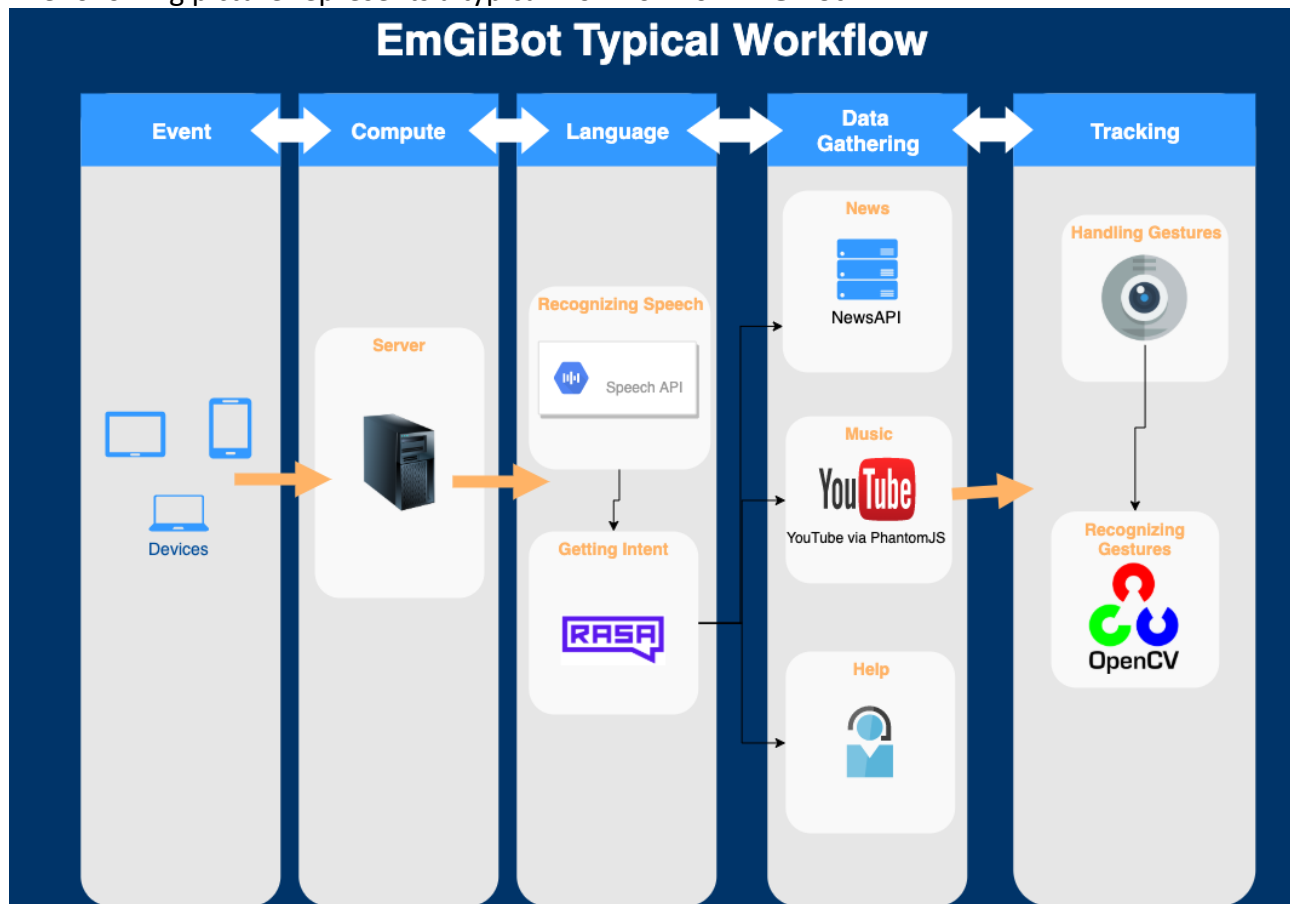 EmGiBot Typical Workflow
Event
Compute
Language
Data
Gathering
Tracking
News
NewsAPI
Handling Gestures
Recognizing Speech
Speech API
Server
Music
YouTube
YouTube via PhantomJS
Devices
Getting Intent
RASA
Recognizing
Gestures
OpenCV
Help